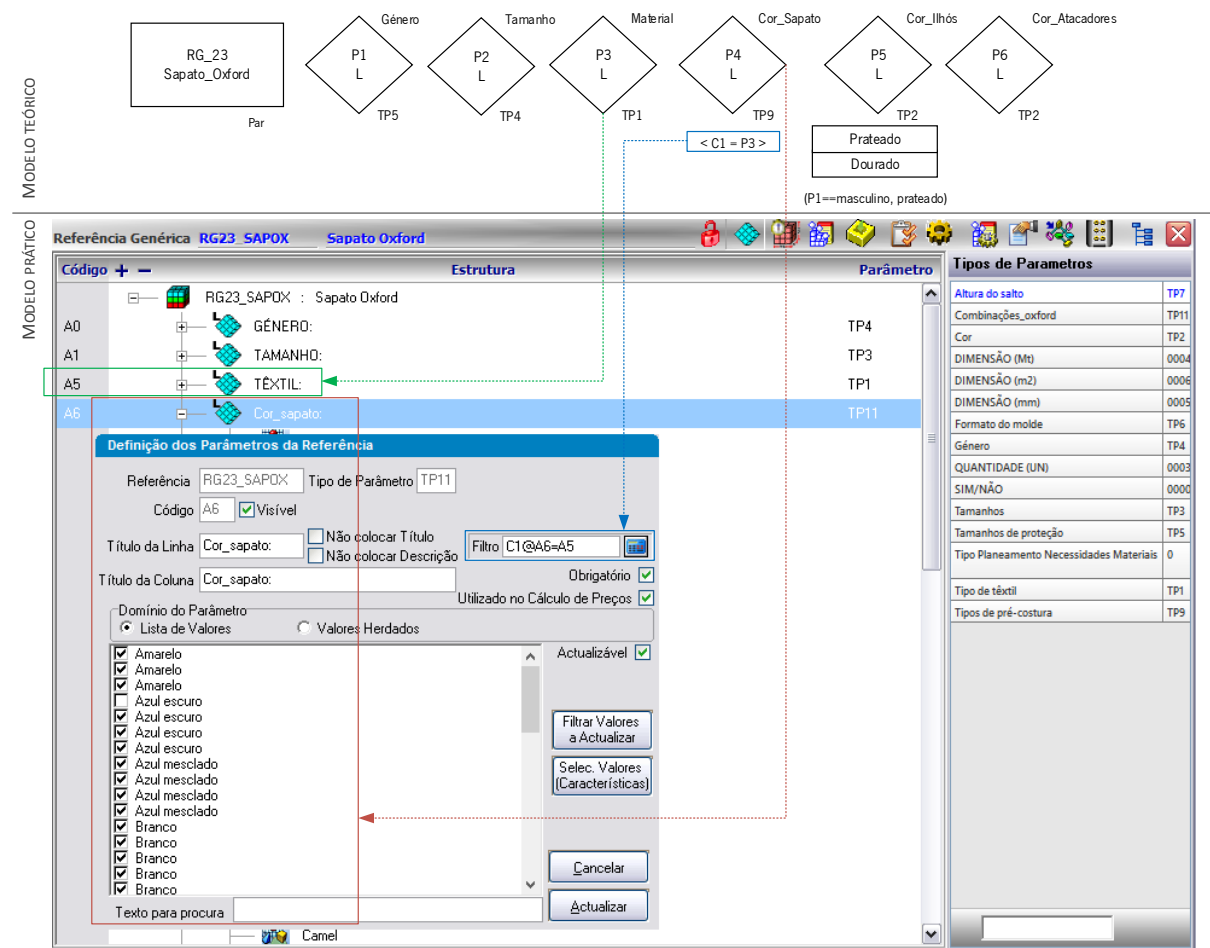 MODELO TEÓRICO
RG_23
Sapato_Oxford
Par
Género
P1
L
TP5
Tamanho
P2
L
TP4
Material
P3
L
TP1
Cor_Sapato
P4
L
TP9
< C1 = P3 >
Cor_Ilhós
P5
L
TP2
Prateado
Dourado
(P1==masculino, prateado)
Cor_Atacadores
P6
L
TP2
MODELO PRÁTICO
Referência Genérica RG23_SAPOX Sapato Oxford
Código + − Estrutura Parâmetro
RG23_SAPOX : Sapato Oxford
A0 GÉNERO: TP4
A1 TAMANHO: TP3
A5 TÊXTIL: TP1
A6 Cor_sapato: TP11
Definição dos Parâmetros da Referência
Referência RG23_SAPOX Tipo de Parâmetro TP11
Código A6 Visível
Título da Linha Cor_sapato:
Não colocar Título
Não colocar Descrição
Filtro C1@A6=A5
Título da Coluna Cor_sapato:
Obrigatório
Utilizado no Cálculo de Preços
Domínio do Parâmetro
Lista de Valores Valores Herdados
Actualizável
Amarelo
Amarelo
Amarelo
Azul escuro
Azul escuro
Azul escuro
Azul escuro
Azul mesclado
Azul mesclado
Azul mesclado
Azul mesclado
Branco
Branco
Branco
Branco
Branco
Filtrar Valores
a Actualizar
Selec. Valores
(Características)
Cancelar
Actualizar
Texto para procura
Camel
Tipos de Parametros
Altura do salto TP7
Combinações_oxford TP11
Cor TP2
DIMENSÃO (Mt) 0004
DIMENSÃO (m2) 0006
DIMENSÃO (mm) 0005
Formato do molde TP6
Género TP4
QUANTIDADE (UN) 0003
SIM/NÃO 0000
Tamanhos TP3
Tamanhos de proteção TP5
Tipo Planeamento Necessidades Materiais 0
Tipo de têxtil TP1
Tipos de pré-costura TP9